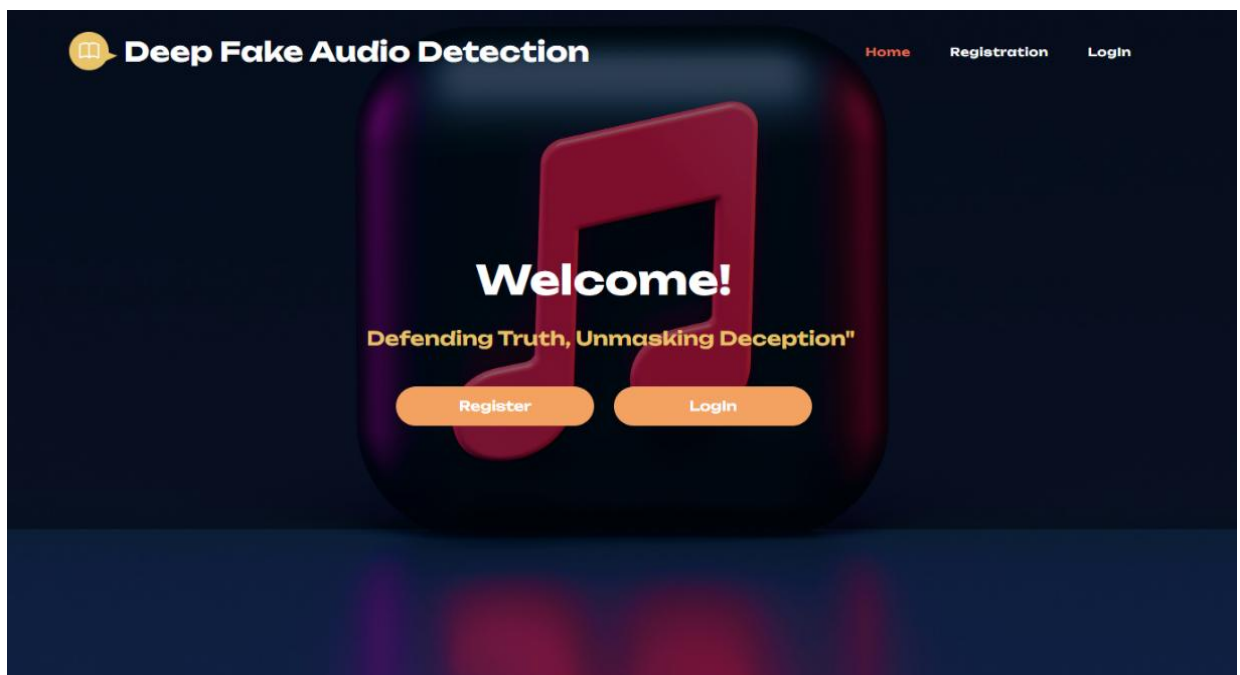 Deep Fake Audio Detection
Home Registration LogIn
Welcome!
Defending Truth, Unmasking Deception"
Register LogIn